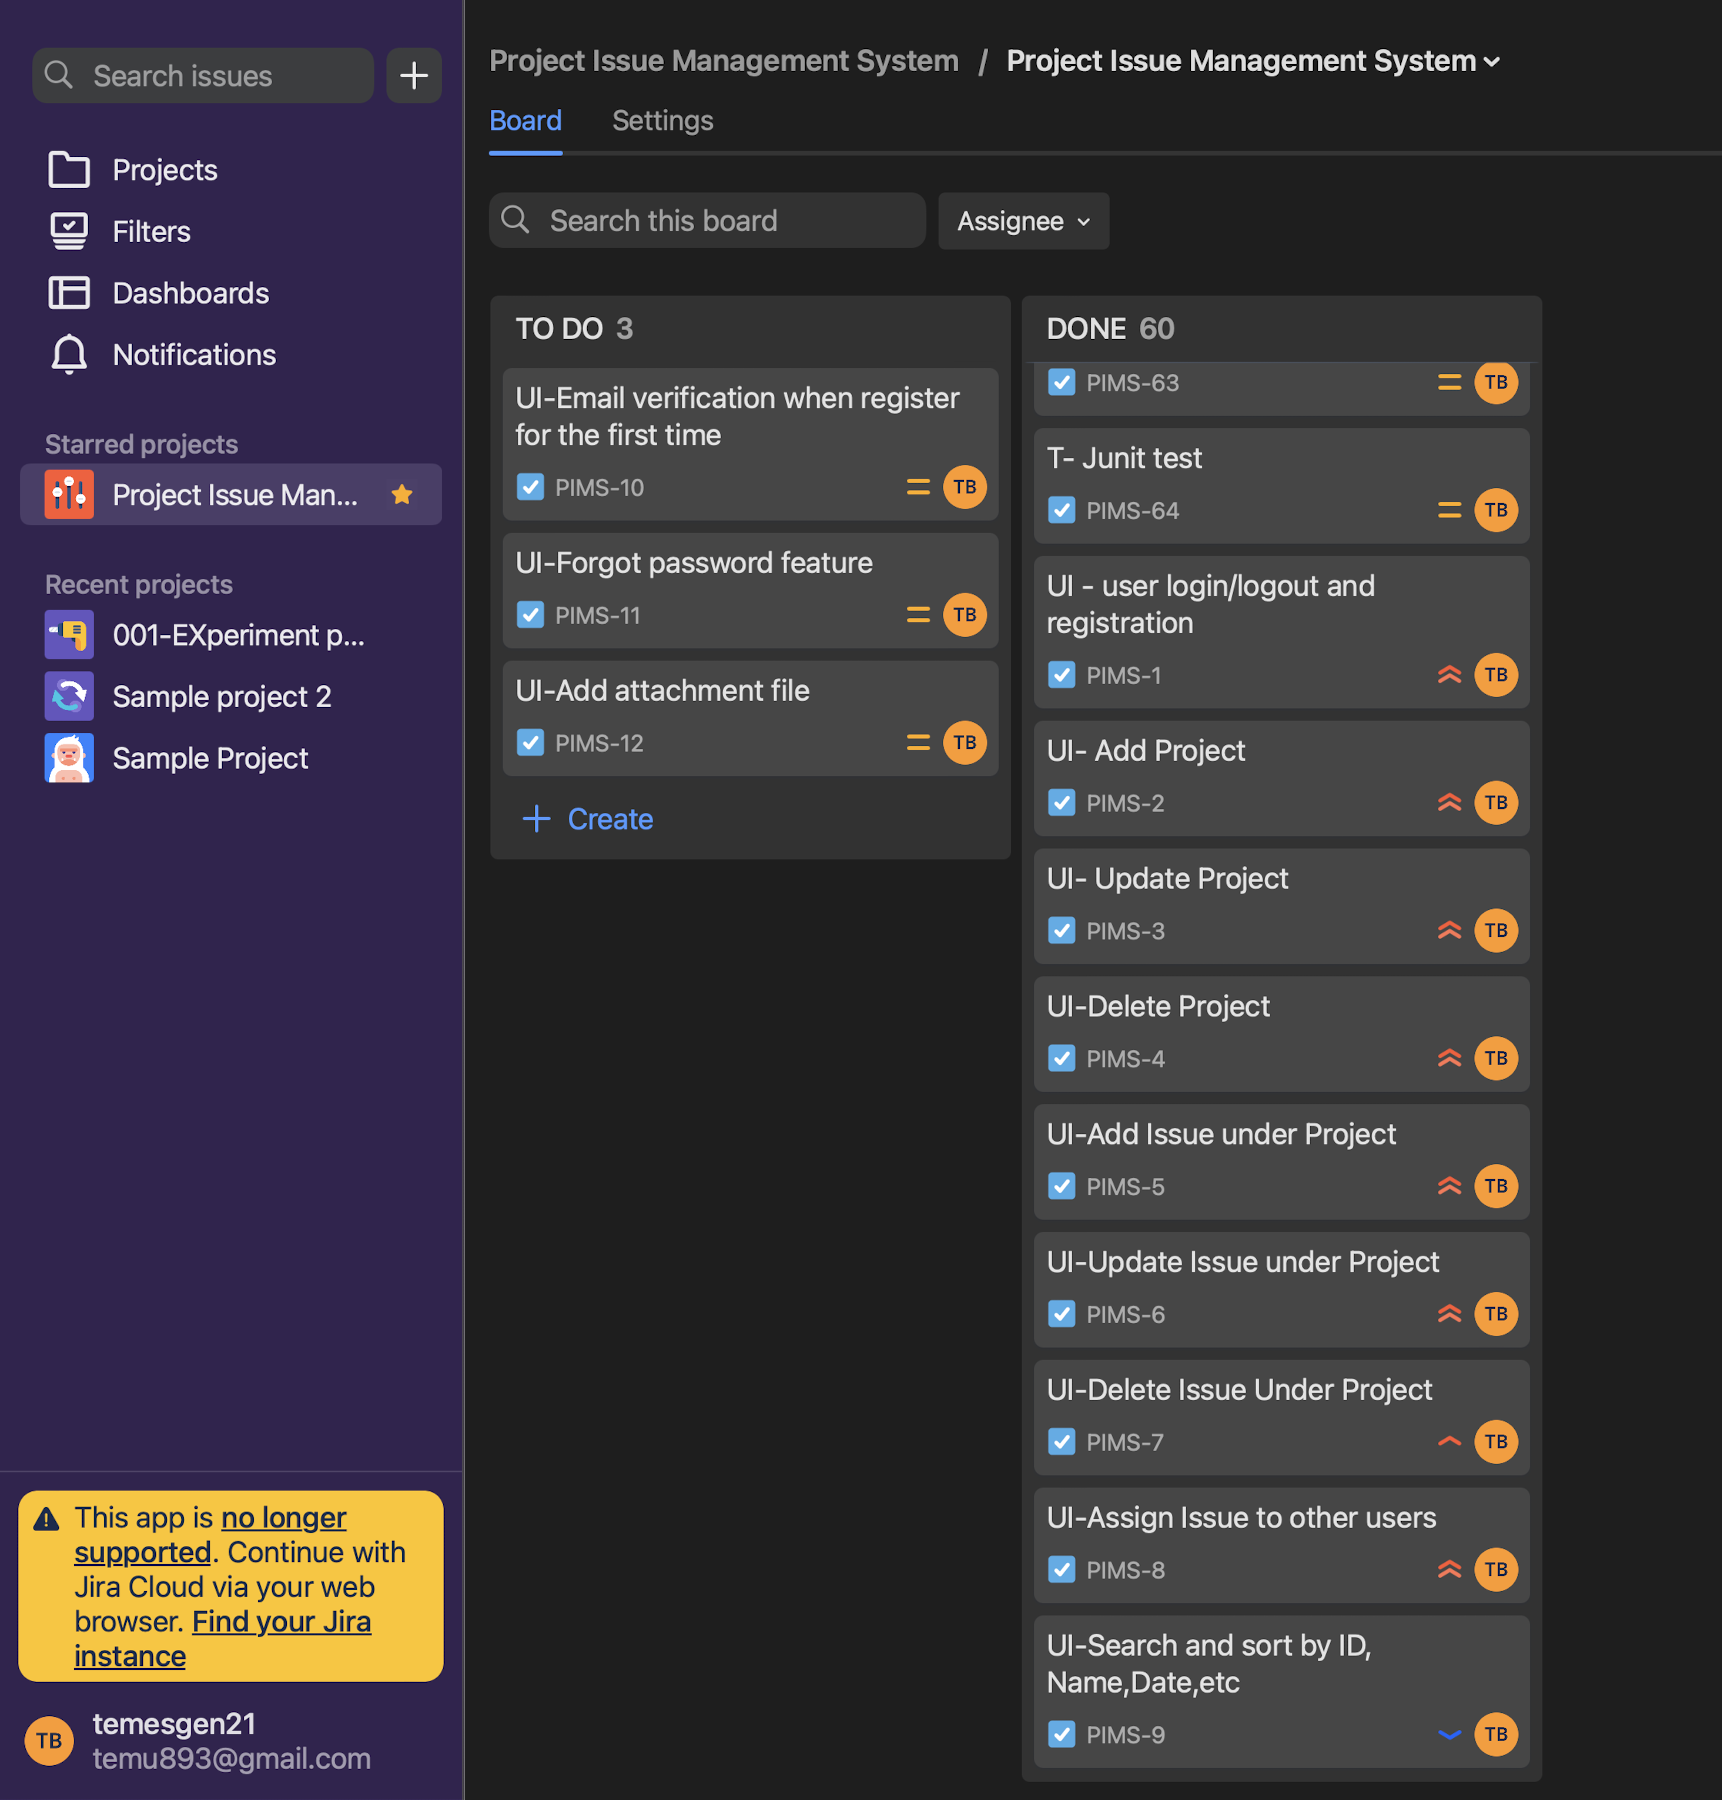 Search issues
Projects
Filters
Dashboards
Notifications
Starred projects
Project Issue Man...
Recent projects
001-EXperiment p...
Sample project 2
Sample Project
This app is no longer
supported. Continue with
Jira Cloud via your web
browser. Find your Jira
instance
TB
temesgen21
temu893@gmail.com
Project Issue Management System / Project Issue Management System
Board Settings
Search this board
Assignee
TO DO 3
UI-Email verification when register
for the first time
PIMS-10 TB
UI-Forgot password feature
PIMS-11 TB
UI-Add attachment file
PIMS-12 TB
Create
DONE 60
PIMS-63 TB
T- Junit test
PIMS-64 TB
UI - user login/logout and
registration
PIMS-1 TB
UI- Add Project
PIMS-2 TB
UI- Update Project
PIMS-3 TB
UI-Delete Project
PIMS-4 TB
UI-Add Issue under Project
PIMS-5 TB
UI-Update Issue under Project
PIMS-6 TB
UI-Delete Issue Under Project
PIMS-7 TB
UI-Assign Issue to other users
PIMS-8 TB
UI-Search and sort by ID,
Name,Date,etc
PIMS-9 TB